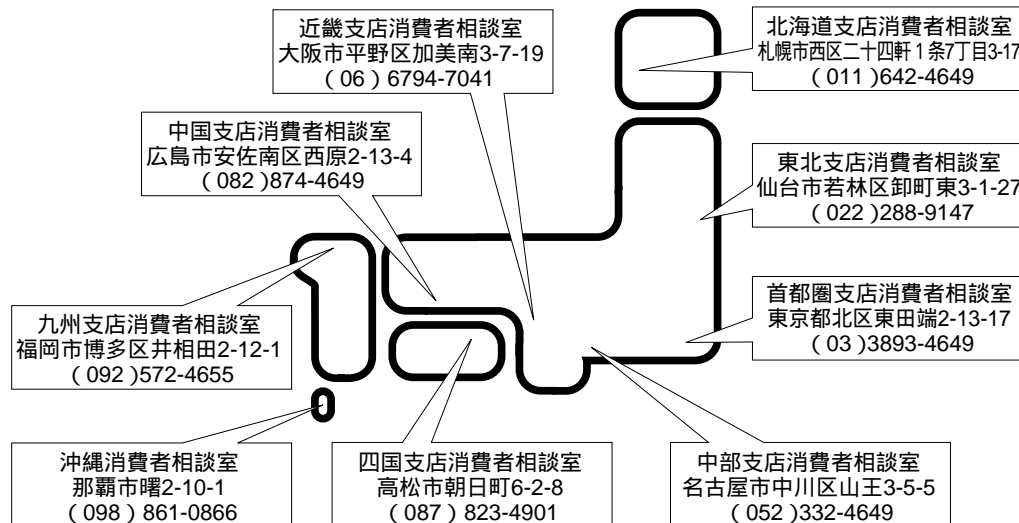 近畿支店消費者相談室
大阪市平野区加美南3-7-19
(06) 6794-7041
北海道支店消費者相談室
札幌市西区二十四軒1条7丁目3-17
(011)642-4649
中国支店消費者相談室
広島市安佐南区西原2-13-4
(082)874-4649
東北支店消費者相談室
仙台市若林区卸町東3-1-27
(022)288-9147
九州支店消費者相談室
福岡市博多区井相田2-12-1
(092)572-4655
首都圏支店消費者相談室
東京都北区東田端2-13-17
(03)3893-4649
沖縄消費者相談室
那覇市曙2-10-1
(098) 861-0866
四国支店消費者相談室
高松市朝日町6-2-8
(087) 823-4901
中部支店消費者相談室
名古屋市中川区山王3-5-5
(052)332-4649